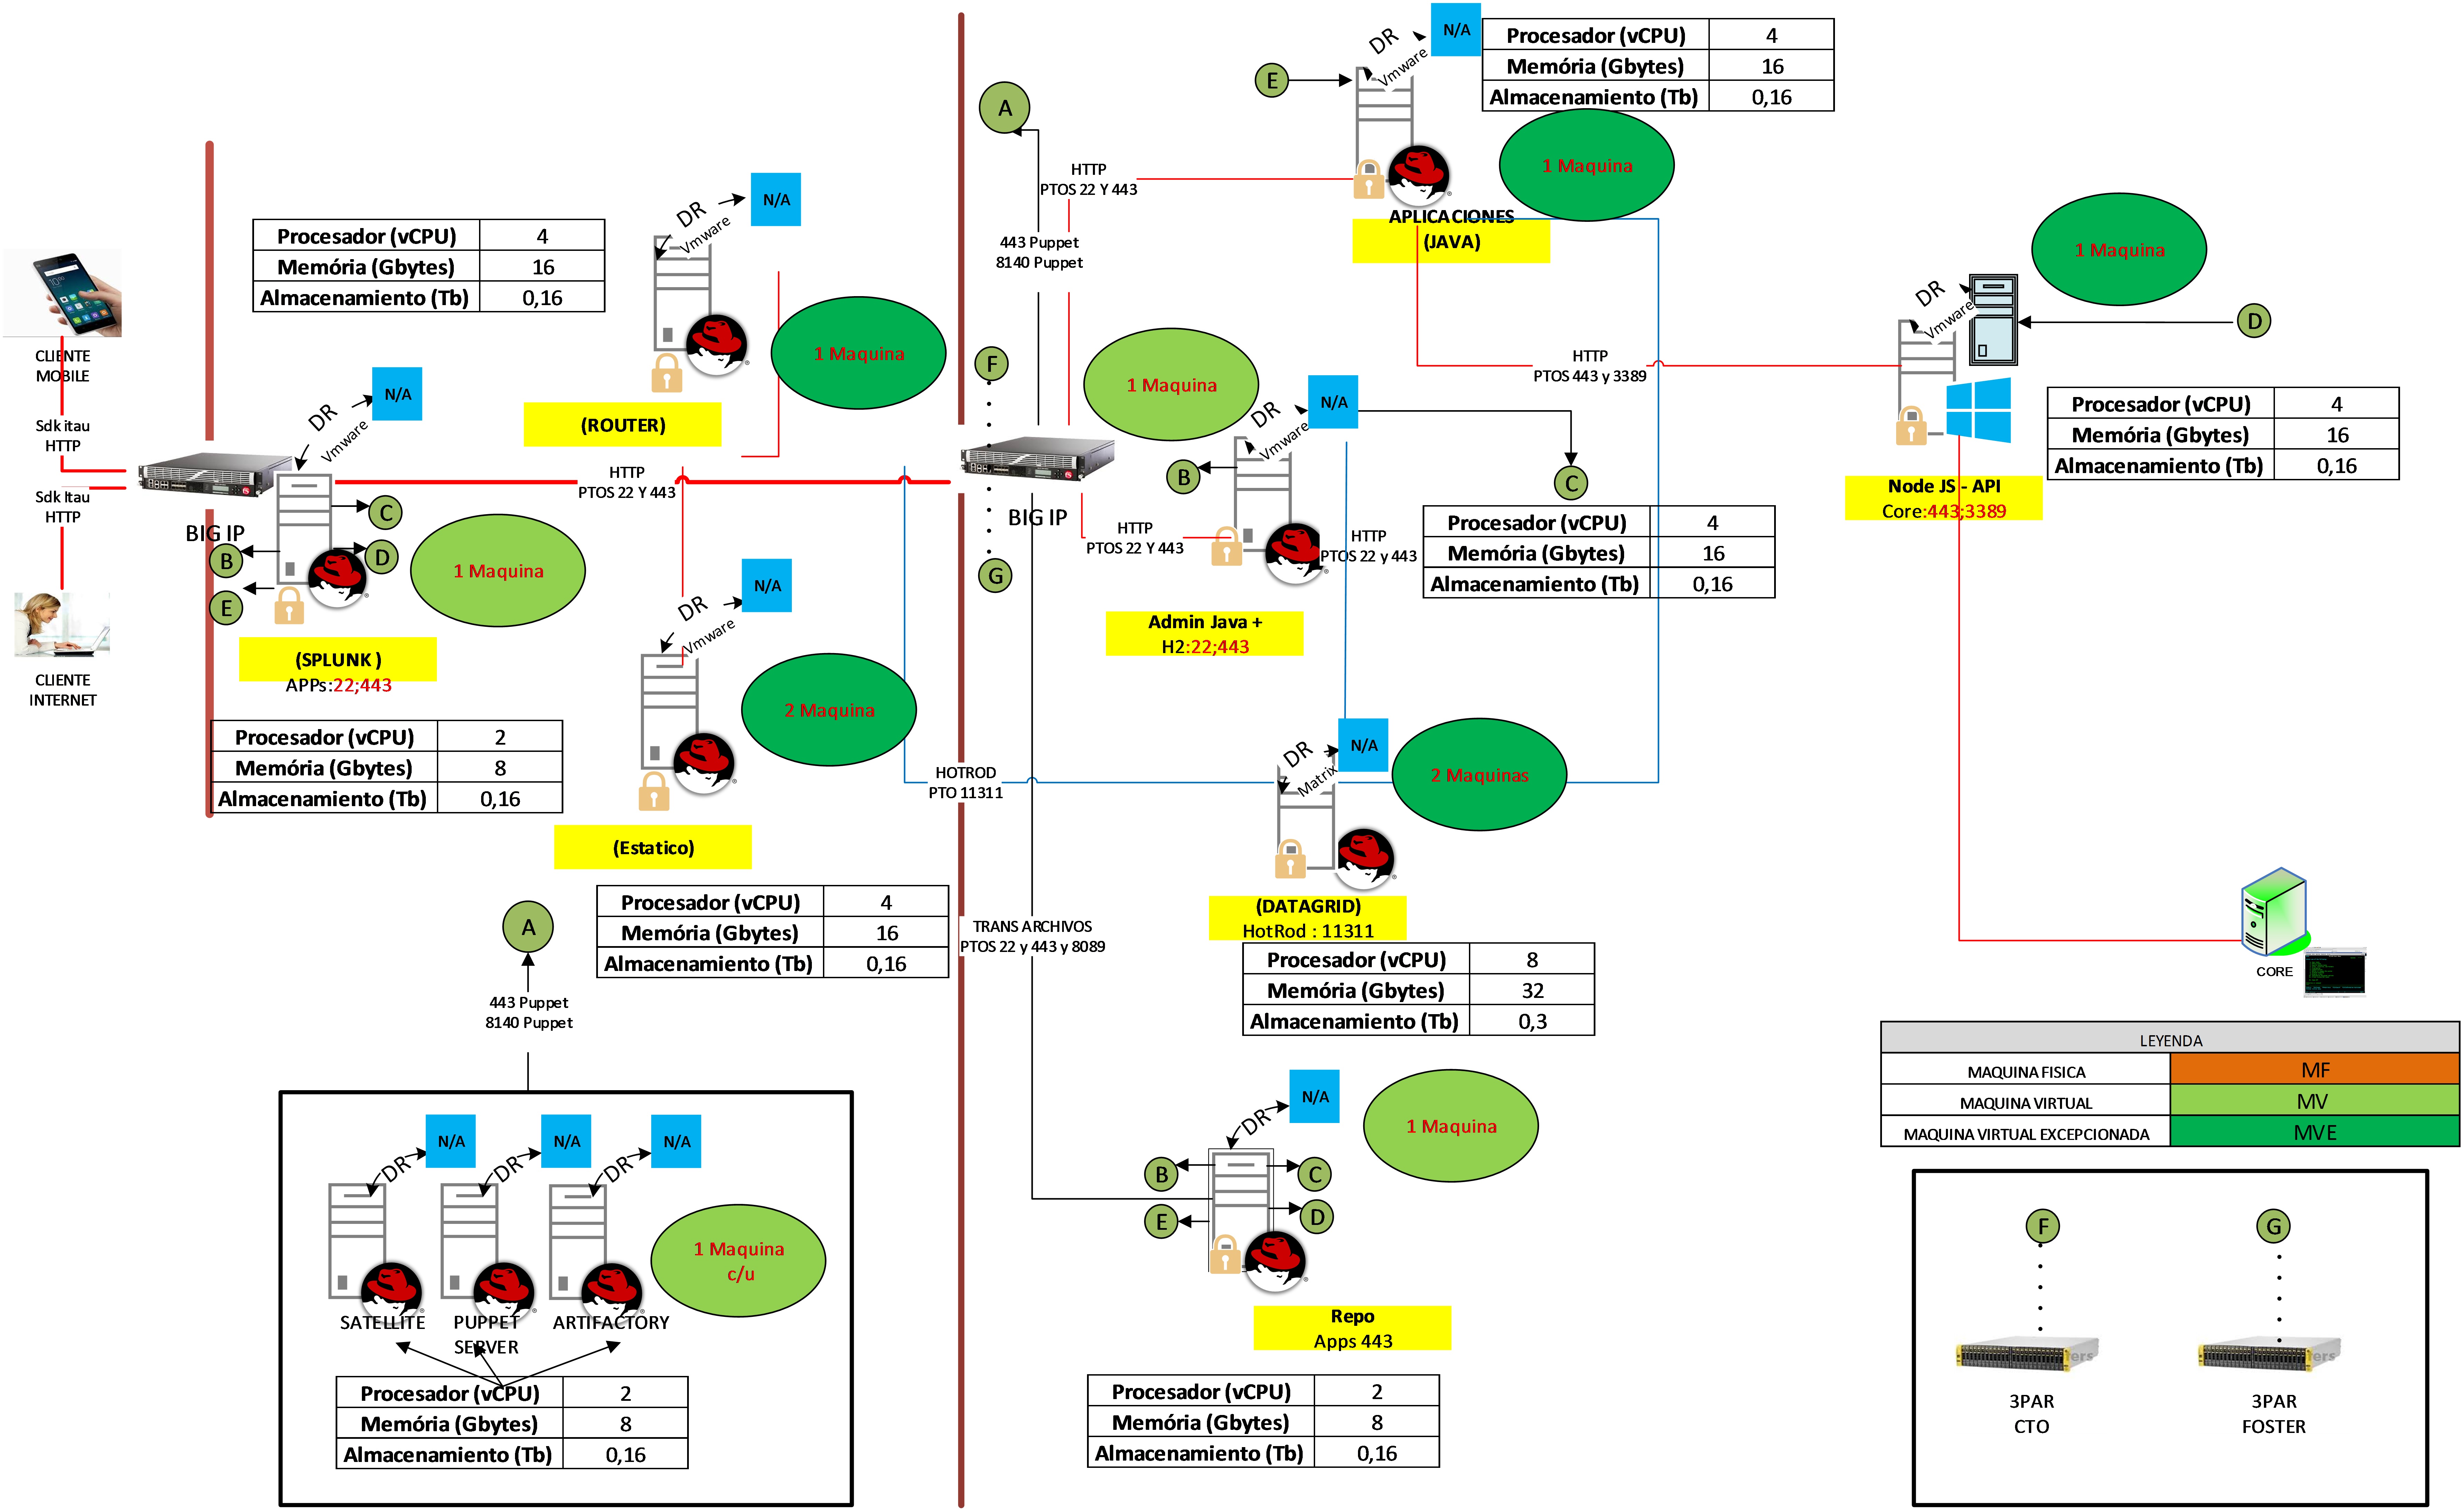 CLIENTE
MOBILE
Sdk itau
HTTP
Sdk Itau
HTTP
CLIENTE
INTERNET
BIG IP
DR
Vmware
N/A
B
E
C
D
1 Maquina
(SPLUNK )
APPs:22;443
Procesador (vCPU) 2
Memória (Gbytes) 8
Almacenamiento (Tb) 0,16
Procesador (vCPU) 4
Memória (Gbytes) 16
Almacenamiento (Tb) 0,16
DR
Vmware
N/A
1 Maquina
(ROUTER)
HTTP
PTOS 22 Y 443
DR
Vmware
N/A
2 Maquina
(Estatico)
Procesador (vCPU) 4
Memória (Gbytes) 16
Almacenamiento (Tb) 0,16
A
443 Puppet
8140 Puppet
N/A
N/A
N/A
DR
DR
DR
1 Maquina
c/u
SATELLITE
PUPPET
SERVER
ARTIFACTORY
Procesador (vCPU) 2
Memória (Gbytes) 8
Almacenamiento (Tb) 0,16
A
443 Puppet
8140 Puppet
HTTP
PTOS 22 Y 443
F
G
BIG IP
HTTP
PTOS 22 Y 443
HOTROD
PTO 11311
TRANS ARCHIVOS
PTOS 22 y 443 y 8089
E
DR
Vmware
N/A
Procesador (vCPU) 4
Memória (Gbytes) 16
Almacenamiento (Tb) 0,16
1 Maquina
APLICACIONES
(JAVA)
1 Maquina
DR
Vmware
N/A
B
C
HTTP
PTOS 22 y 443
Procesador (vCPU) 4
Memória (Gbytes) 16
Almacenamiento (Tb) 0,16
Admin Java +
H2:22;443
DR
Matrix
N/A
2 Maquinas
(DATAGRID)
HotRod : 11311
Procesador (vCPU) 8
Memória (Gbytes) 32
Almacenamiento (Tb) 0,3
DR
N/A
1 Maquina
B
C
E
D
Repo
Apps 443
Procesador (vCPU) 2
Memória (Gbytes) 8
Almacenamiento (Tb) 0,16
HTTP
PTOS 443 y 3389
1 Maquina
DR
Vmware
D
Node JS - API
Core:443;3389
Procesador (vCPU) 4
Memória (Gbytes) 16
Almacenamiento (Tb) 0,16
CORE
LEYENDA
MAQUINA FISICA MF
MAQUINA VIRTUAL MV
MAQUINA VIRTUAL EXCEPCIONADA MVE
F
G
3PAR
CTO
3PAR
FOSTER